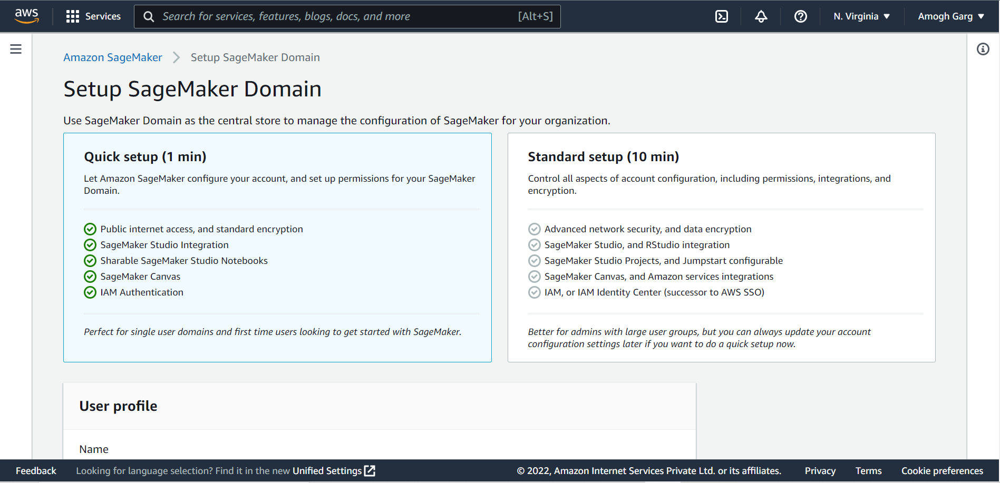 aws
Services
Search for services, features, blogs, docs, and more
[Alt+S]
N. Virginia
Amogh Garg
Amazon SageMaker
Setup SageMaker Domain
Setup SageMaker Domain
Use SageMaker Domain as the central store to manage the configuration of SageMaker for your organization.
Quick setup (1 min)
Let Amazon SageMaker configure your account, and set up permissions for your SageMaker
Domain.
Public internet access, and standard encryption
SageMaker Studio Integration
Sharable SageMaker Studio Notebooks
SageMaker Canvas
IAM Authentication
Perfect for single user domains and first time users looking to get started with SageMaker.
Standard setup (10 min)
Control all aspects of account configuration, including permissions, integrations, and
encryption.
Advanced network security, and data encryption
SageMaker Studio, and RStudio integration
SageMaker Studio Projects, and Jumpstart configurable
SageMaker Canvas, and Amazon services integrations
IAM, or IAM Identity Center (successor to AWS SSO)
Better for admins with large user groups, but you can always update your account
configuration settings later if you want to do a quick setup now.
User profile
Name
Feedback
Looking for language selection? Find it in the new Unified Settings
© 2022, Amazon Internet Services Private Ltd. or its affiliates.
Privacy
Terms
Cookie preferences